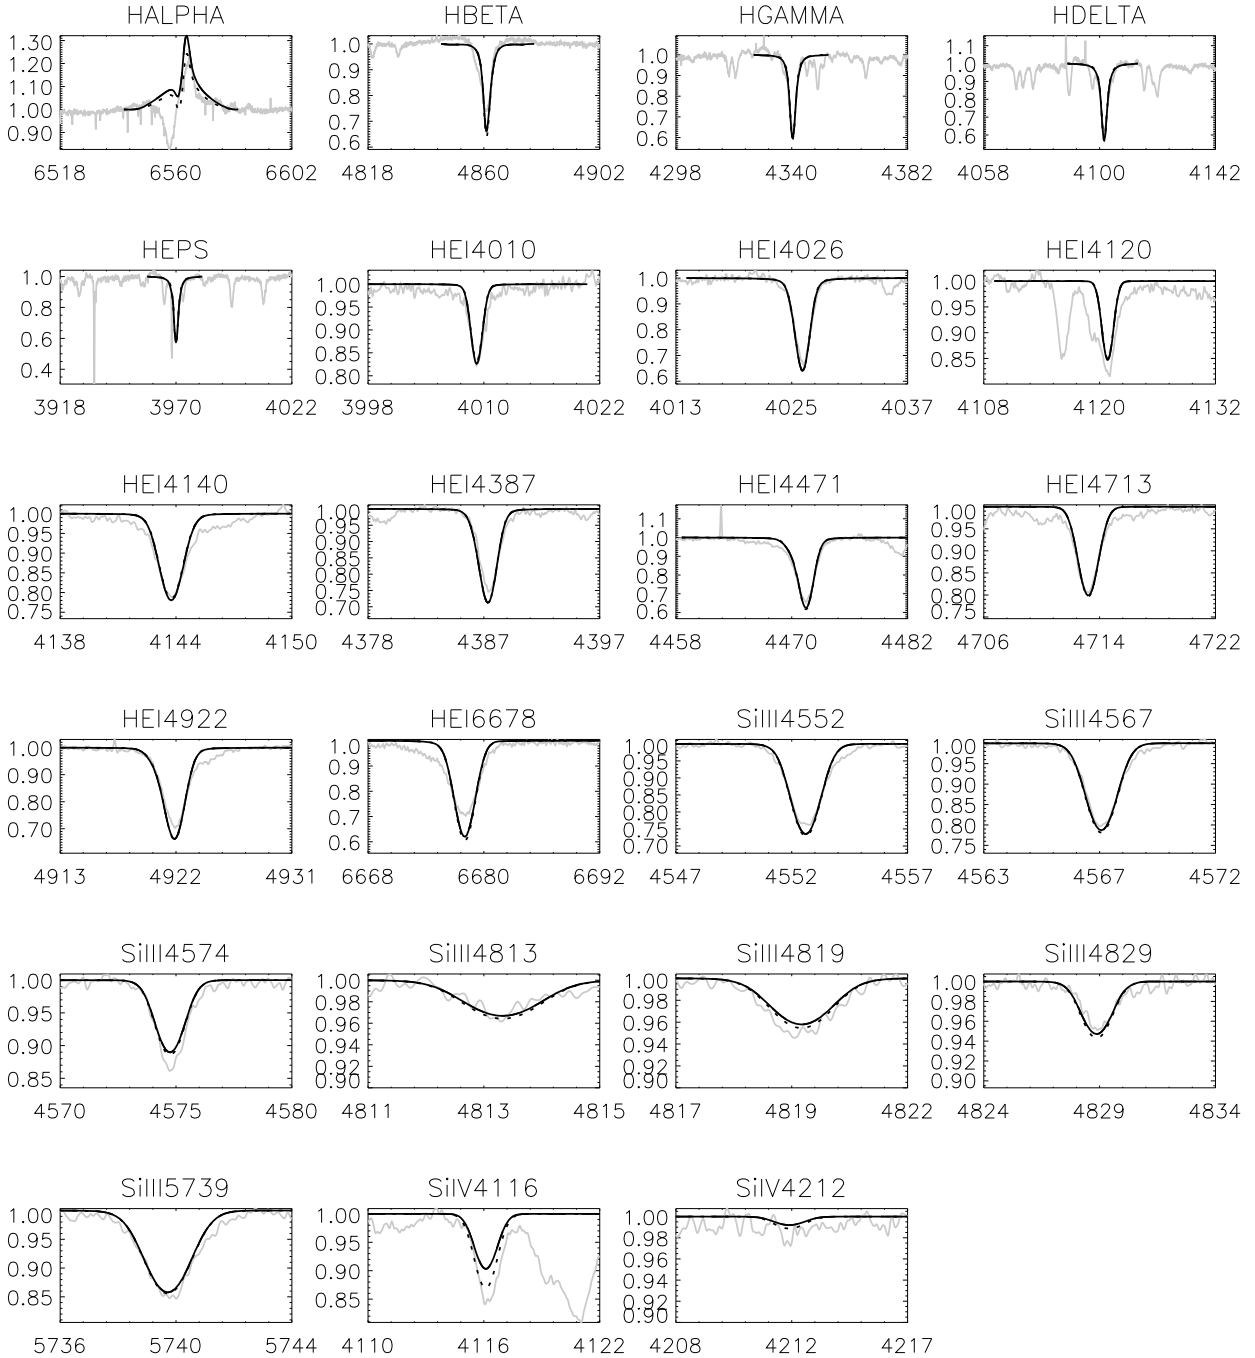 HALPHA HBETA HGAMMA HDELTA
1.30 1.20 1.10 1.00 0.90
1.0 0.9 0.8 0.7 0.6
1.0 0.9 0.8 0.7 0.6
1.1 1.0 0.9 0.8 0.7 0.6
6518 6560 6602 4818 4860 4902 4298 4340 4382 4058 4100 4142
HEPS HEI4010 HEI4026 HEI4120
1.0 0.8 0.6 0.4
1.00 0.95 0.90 0.85 0.80
1.0 0.9 0.8 0.7 0.6
1.00 0.95 0.90 0.85
3918 3970 4022 3998 4010 4022 4013 4025 4037 4108 4120 4132
HEI4140 HEI4387 HEI4471 HEI4713
1.00 0.95 0.90 0.85 0.80 0.75
1.00 0.95 0.90 0.85 0.80 0.75 0.70
1.1 1.0 0.9 0.8 0.7 0.6
1.00 0.95 0.90 0.85 0.80 0.75
4138 4144 4150 4378 4387 4397 4458 4470 4482 4706 4714 4722
HEI4922 HEI6678 SiIII4552 SiIII4567
1.00 0.90 0.80 0.70
1.0 0.9 0.8 0.7 0.6
1.00 0.95 0.90 0.85 0.80 0.75 0.70
1.00 0.95 0.90 0.85 0.80 0.75
4913 4922 4931 6668 6680 6692 4547 4552 4557 4563 4567 4572
SiIII4574 SiIII4813 SiIII4819 SiIII4829
1.00 0.95 0.90 0.85
1.00 0.98 0.96 0.94 0.92 0.90
1.00 0.98 0.96 0.94 0.92 0.90
1.00 0.98 0.96 0.94 0.92 0.90
4570 4575 4580 4811 4813 4815 4817 4819 4822 4824 4829 4834
SiIII5739 SiIV4116 SiIV4212
1.00 0.95 0.90 0.85
1.00 0.95 0.90 0.85
1.00 0.98 0.96 0.94 0.92 0.90
5736 5740 5744 4110 4116 4122 4208 4212 4217